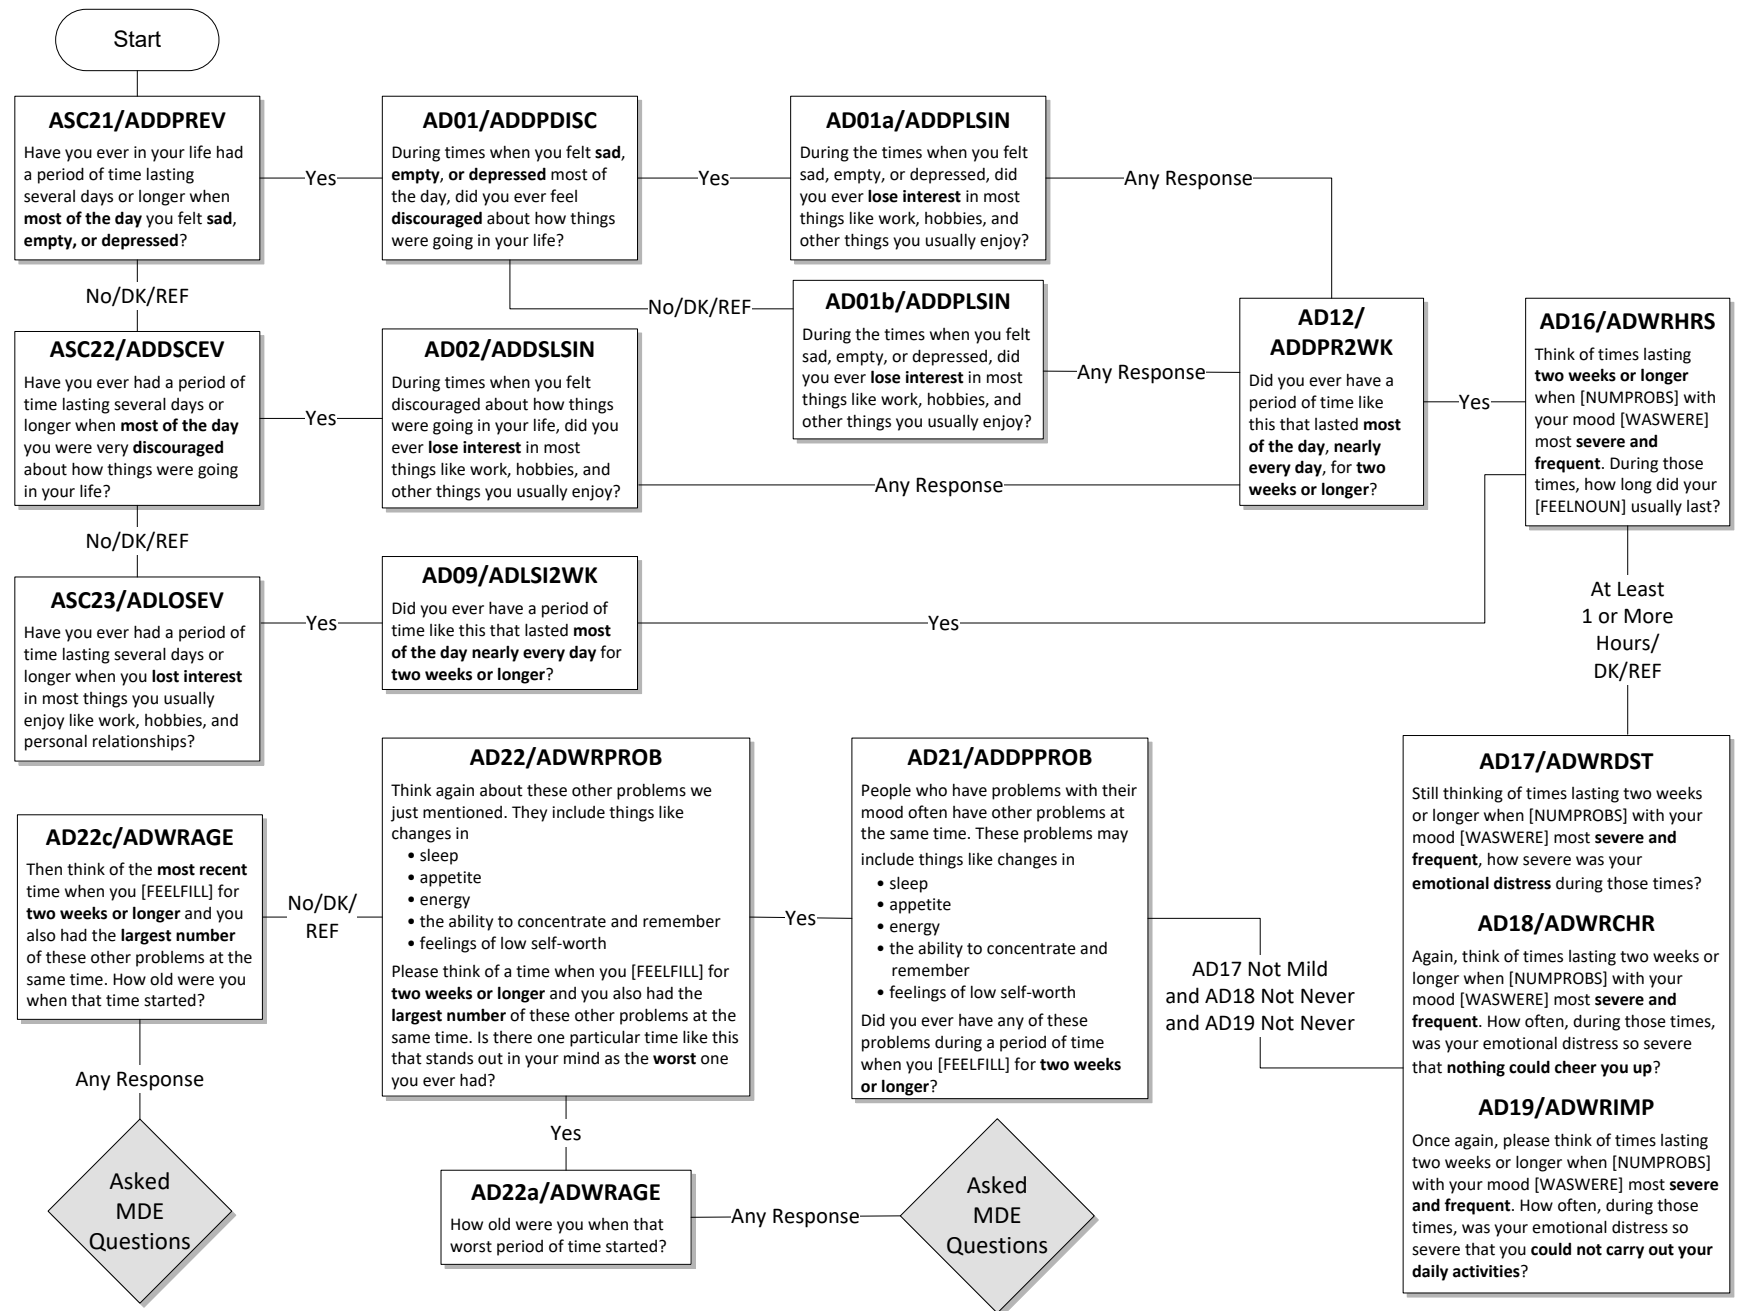 Start
ASC21/ADDPREV
Have you ever in your life had
a period of time lasting
several days or longer when
most of the day you felt sad,
empty, or depressed?
Yes
AD01/ADDPDISC
During times when you felt sad,
empty, or depressed most of
the day, did you ever feel
discouraged about how things
were going in your life?
Yes
AD01a/ADDPLSIN
During the times when you felt
sad, empty, or depressed, did
you ever lose interest in most
things like work, hobbies, and
other things you usually enjoy?
Any Response
No/DK/REF
No/DK/REF
AD01b/ADDPLSIN
During the times when you felt
sad, empty, or depressed, did
you ever lose interest in most
things like work, hobbies, and
other things you usually enjoy?
Any Response
ASC22/ADDSCEV
Have you ever had a period of
time lasting several days or
longer when most of the day
you were very discouraged
about how things were going
in your life?
Yes
AD02/ADDSLSIN
During times when you felt
discouraged about how things
were going in your life, did you
ever lose interest in most
things like work, hobbies, and
other things you usually enjoy?
Any Response
AD12/
ADDPR2WK
Did you ever have a
period of time like
this that lasted most
of the day, nearly
every day, for two
weeks or longer?
Yes
AD16/ADWRHRS
Think of times lasting
two weeks or longer
when [NUMPROBS] with
your mood [WASWERE]
most severe and
frequent. During those
times, how long did your
[FEELNOUN] usually last?
No/DK/REF
ASC23/ADLOSEV
Have you ever had a period of
time lasting several days or
longer when you lost interest
in most things you usually
enjoy like work, hobbies, and
personal relationships?
Yes
AD09/ADLSI2WK
Did you ever have a period of
time like this that lasted most
of the day nearly every day for
two weeks or longer?
Yes
At Least
1 or More
Hours/
DK/REF
AD17/ADWRDST
Still thinking of times lasting two weeks
or longer when [NUMPROBS] with your
mood [WASWERE] most severe and
frequent, how severe was your
emotional distress during those times?
AD18/ADWRCHR
Again, think of times lasting two weeks or
longer when [NUMPROBS] with your
mood [WASWERE] most severe and
frequent. How often, during those times,
was your emotional distress so severe
that nothing could cheer you up?
AD19/ADWRIMP
Once again, please think of times lasting
two weeks or longer when [NUMPROBS]
with your mood [WASWERE] most severe
and frequent. How often, during those
times, was your emotional distress so
severe that you could not carry out your
daily activities?
AD17 Not Mild
and AD18 Not Never
and AD19 Not Never
AD21/ADDPPROB
People who have problems with their
mood often have other problems at
the same time. These problems may
include things like changes in
• sleep
• appetite
• energy
• the ability to concentrate and
remember
• feelings of low self-worth
Did you ever have any of these
problems during a period of time
when you [FEELFILL] for two weeks
or longer?
Yes
AD22/ADWRPROB
Think again about these other problems we
just mentioned. They include things like
changes in
• sleep
• appetite
• energy
• the ability to concentrate and remember
• feelings of low self-worth
Please think of a time when you [FEELFILL] for
two weeks or longer and you also had the
largest number of these other problems at the
same time. Is there one particular time like this
that stands out in your mind as the worst one
you ever had?
No/DK/
REF
AD22c/ADWRAGE
Then think of the most recent
time when you [FEELFILL] for
two weeks or longer and you
also had the largest number
of these other problems at the
same time. How old were you
when that time started?
Any Response
Asked
MDE
Questions
Yes
AD22a/ADWRAGE
How old were you when that
worst period of time started?
Any Response
Asked
MDE
Questions